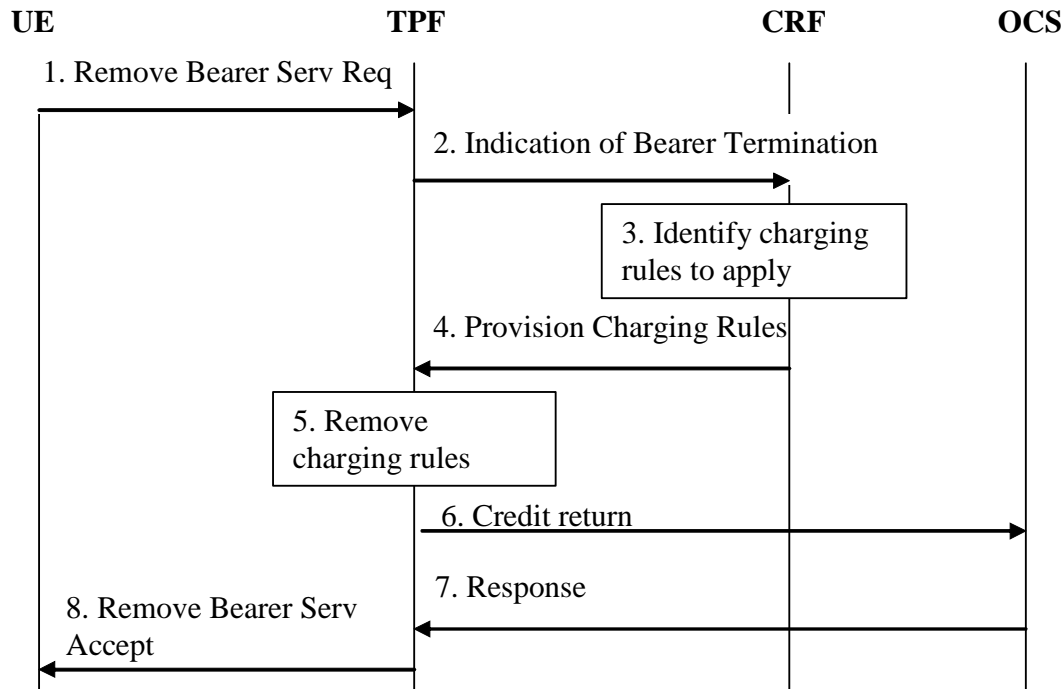 UE TPF CRF OCS
1. Remove Bearer Serv Req
2. Indication of Bearer Termination
3. Identify charging
rules to apply
4. Provision Charging Rules
5. Remove
charging rules
6. Credit return
7. Response
8. Remove Bearer Serv
Accept